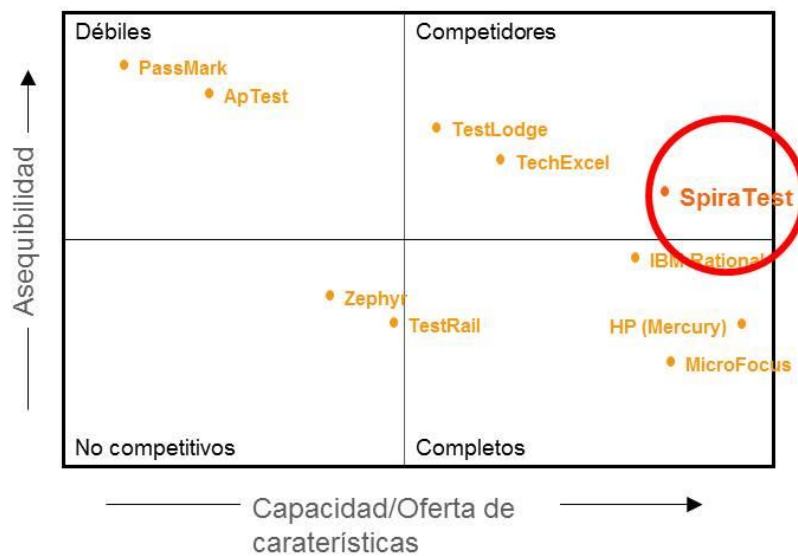 Débiles
Competidores
PassMark
ApTest
TestLodge
TechExcel
SpiraTest
IBM Rational
Zephyr
TestRail
HP (Mercury)
MicroFocus
No competitivos
Completos
Asequibilidad
Capacidad/Oferta de
caraterísticas